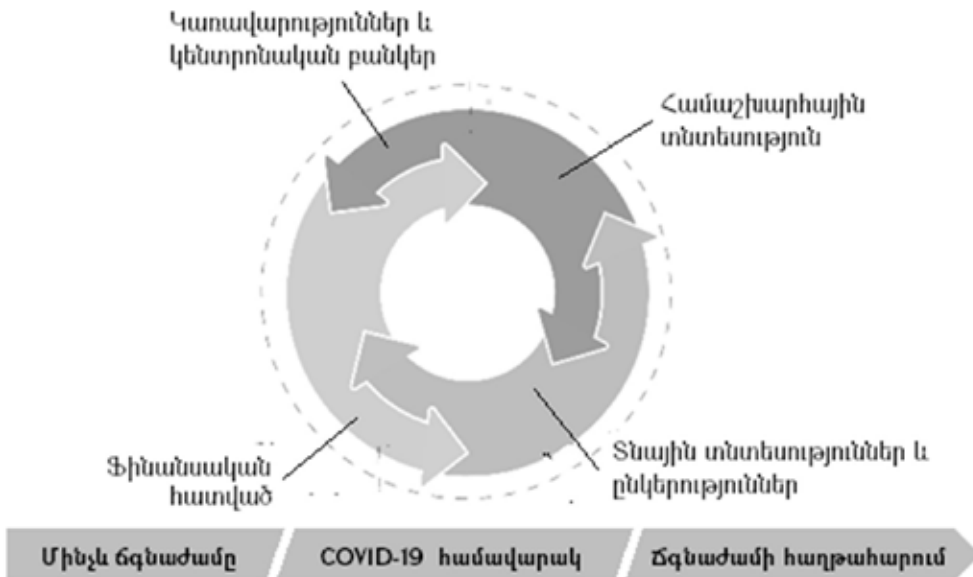 Կառավարություններ և
կենտրոնական բանկեր
Համաշխարհային
տնտեսություն
Ֆինանսական
հատված
Տնային տնտեսություններ և
ընկերություններ
Մինչև ճգնաժամը
COVID-19 համավարակ
Ճգնաժամի հաղթահարում